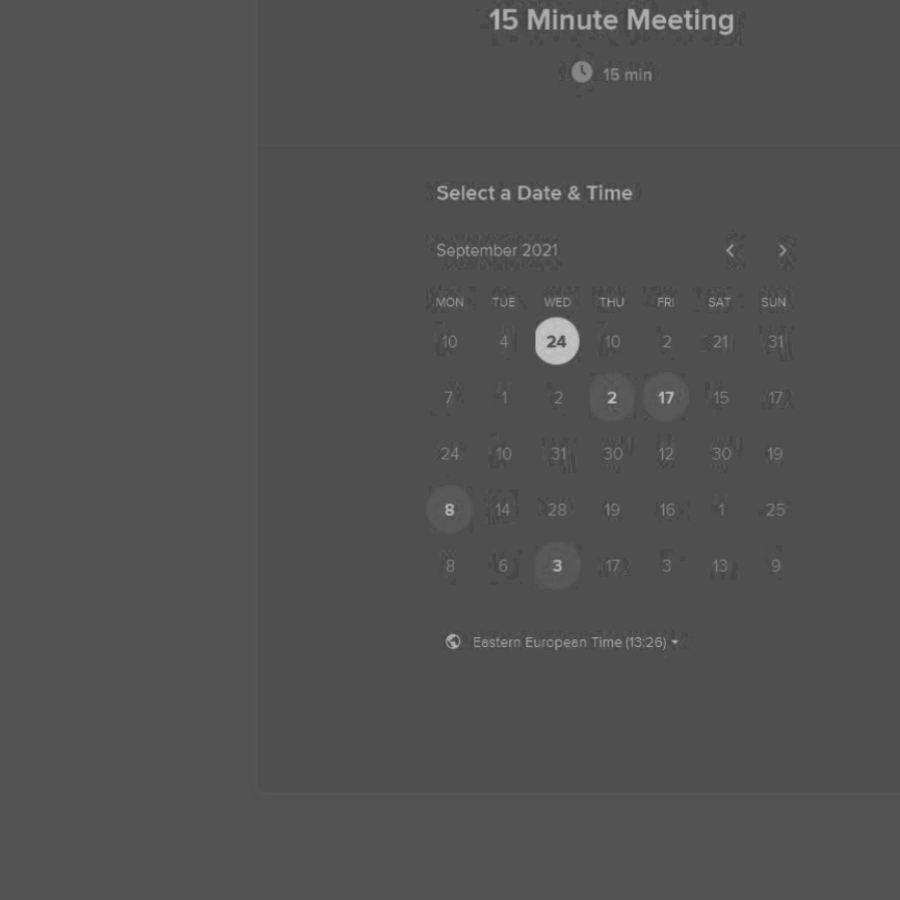 15 Minute Meeting
15 min
Select a Date & Time
September 2021
MON TUE WED THU FRI SAT SUN
10 4 24 10 2 21 31
7 1 2 2 17 15 17
24 10 31 30 12 30 19
8 14 28 19 16 1 25
8 6 3 17 3 13 9
Eastern European Time (13:26)